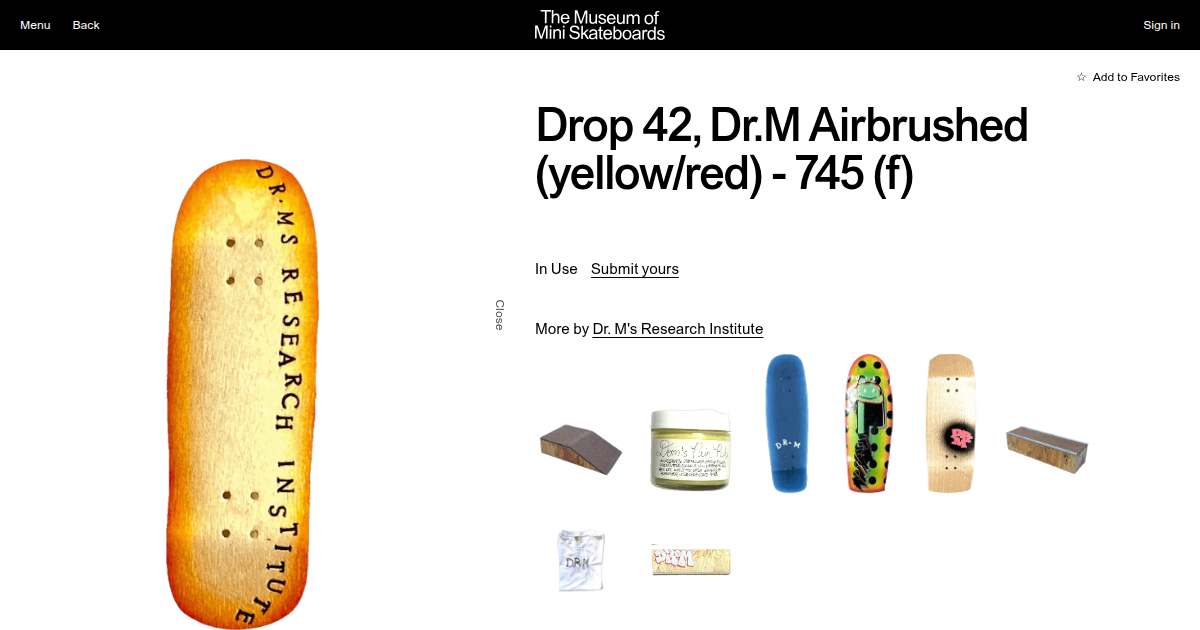 Menu
Back
The Museum of
Mini Skateboards
Sign in
☆ Add to Favorites
Drop 42, Dr.M Airbrushed
(yellow/red) - 745 (f)
In Use
Submit yours
Close
More by Dr. M's Research Institute
DR.MS RESEARCH INSTITUTE
DR.M
DR.M